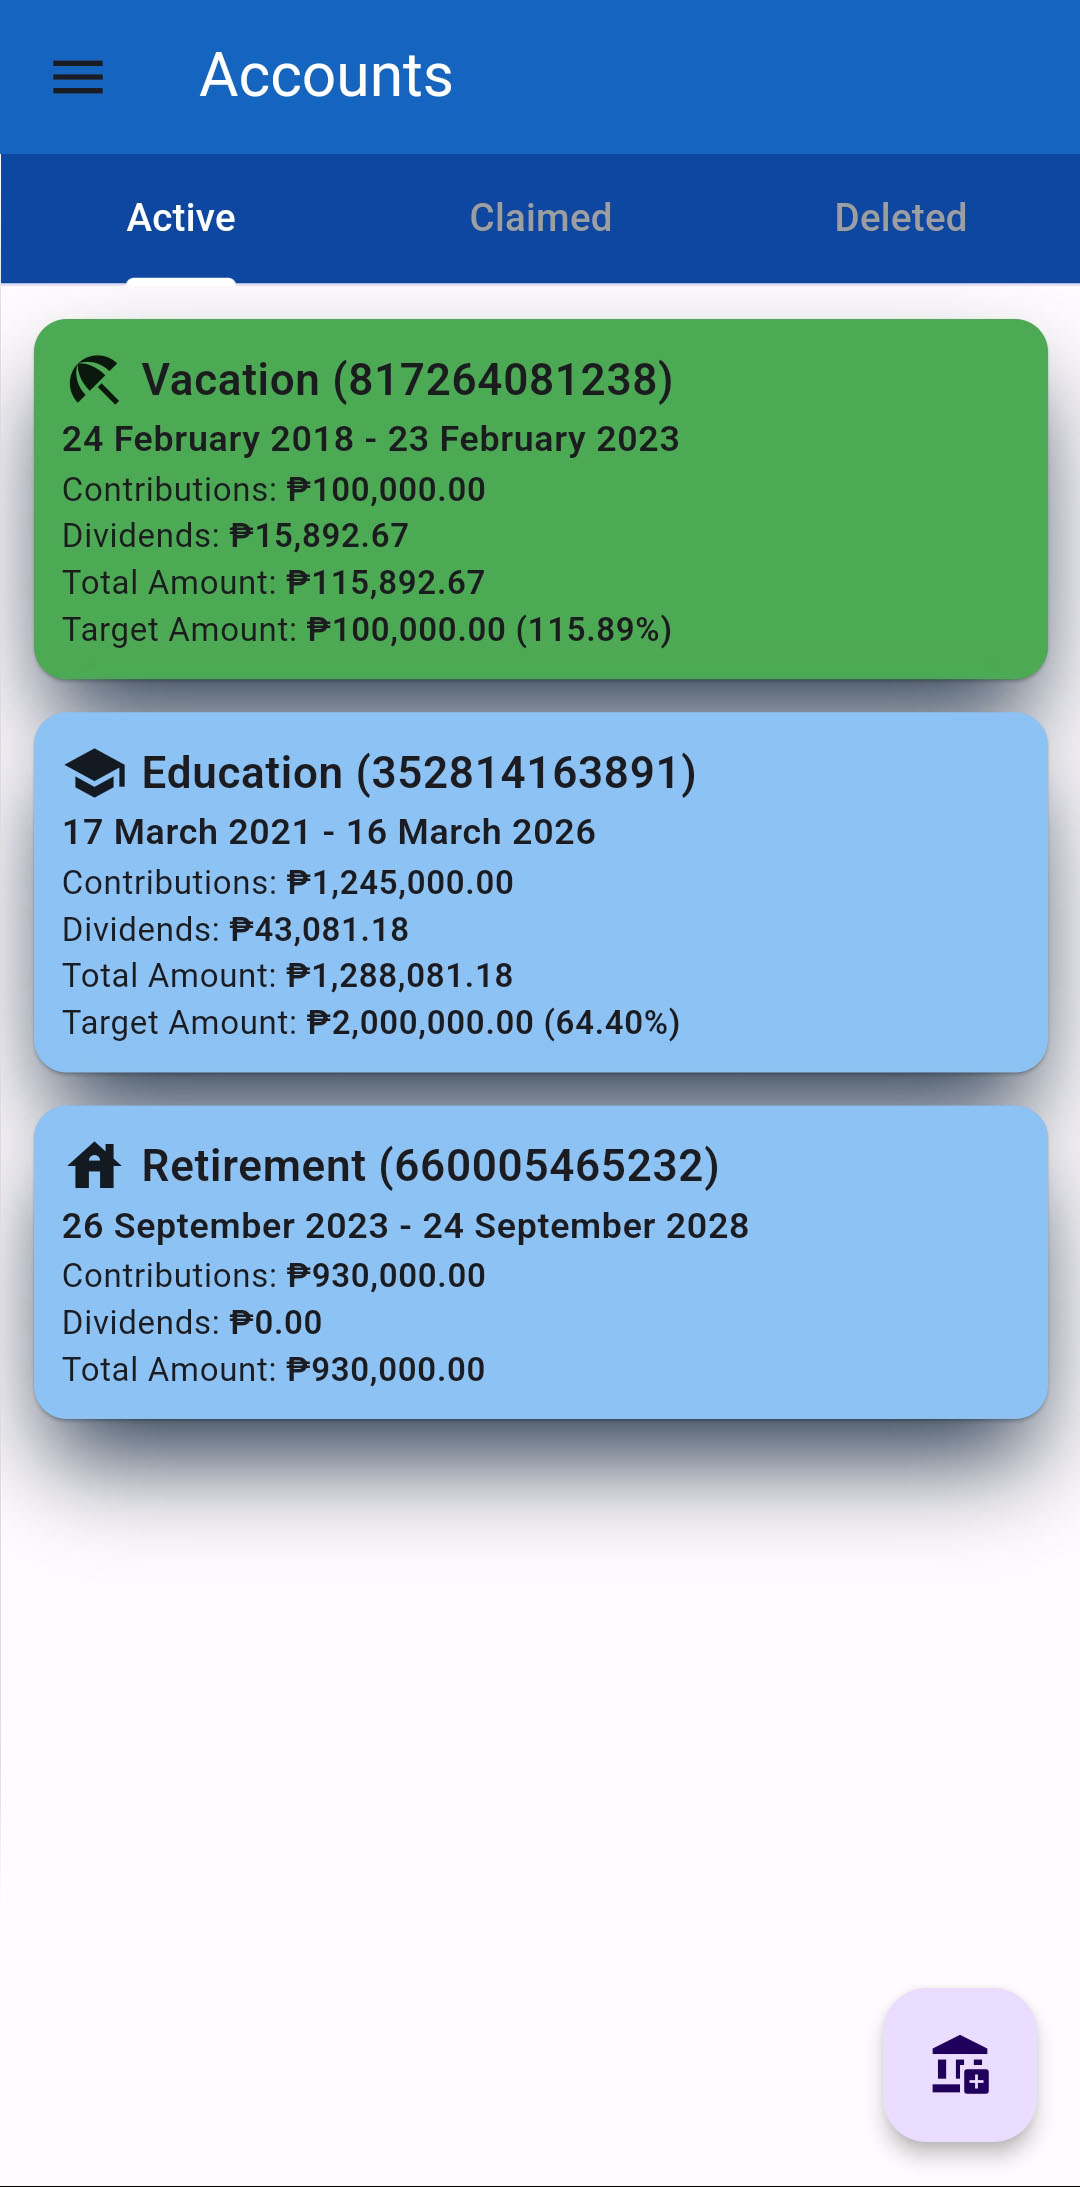 Accounts
Active Claimed Deleted
Vacation (817264081238)
24 February 2018 - 23 February 2023
Contributions: ₱100,000.00
Dividends: ₱15,892.67
Total Amount: ₱115,892.67
Target Amount: ₱100,000.00 (115.89%)
Education (352814163891)
17 March 2021 - 16 March 2026
Contributions: ₱1,245,000.00
Dividends: ₱43,081.18
Total Amount: ₱1,288,081.18
Target Amount: ₱2,000,000.00 (64.40%)
Retirement (660005465232)
26 September 2023 - 24 September 2028
Contributions: ₱930,000.00
Dividends: ₱0.00
Total Amount: ₱930,000.00